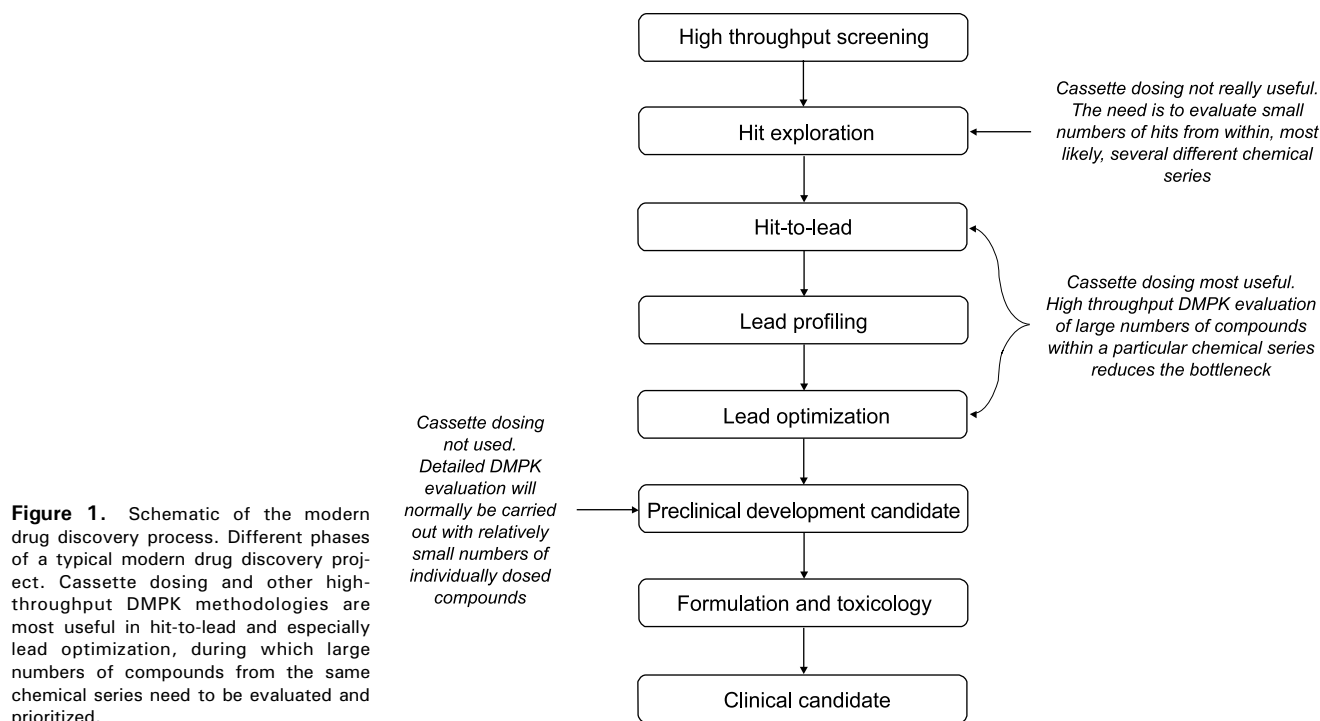 High throughput screening
Cassette dosing not really useful.
The need is to evaluate small
numbers of hits from within, most
likely, several different chemical
series
Hit exploration
Hit-to-lead
Cassette dosing most useful.
High throughput DMPK evaluation
of large numbers of compounds
within a particular chemical series
reduces the bottleneck
Lead profiling
Lead optimization
Cassette dosing
not used.
Detailed DMPK
evaluation will
normally be carried
out with relatively
small numbers of
individually dosed
compounds
Preclinical development candidate
Formulation and toxicology
Clinical candidate
Figure 1. Schematic of the modern
drug discovery process. Different phases
of a typical modern drug discovery proj-
ect. Cassette dosing and other high-
throughput DMPK methodologies are
most useful in hit-to-lead and especially
lead optimization, during which large
numbers of compounds from the same
chemical series need to be evaluated and
prioritized.